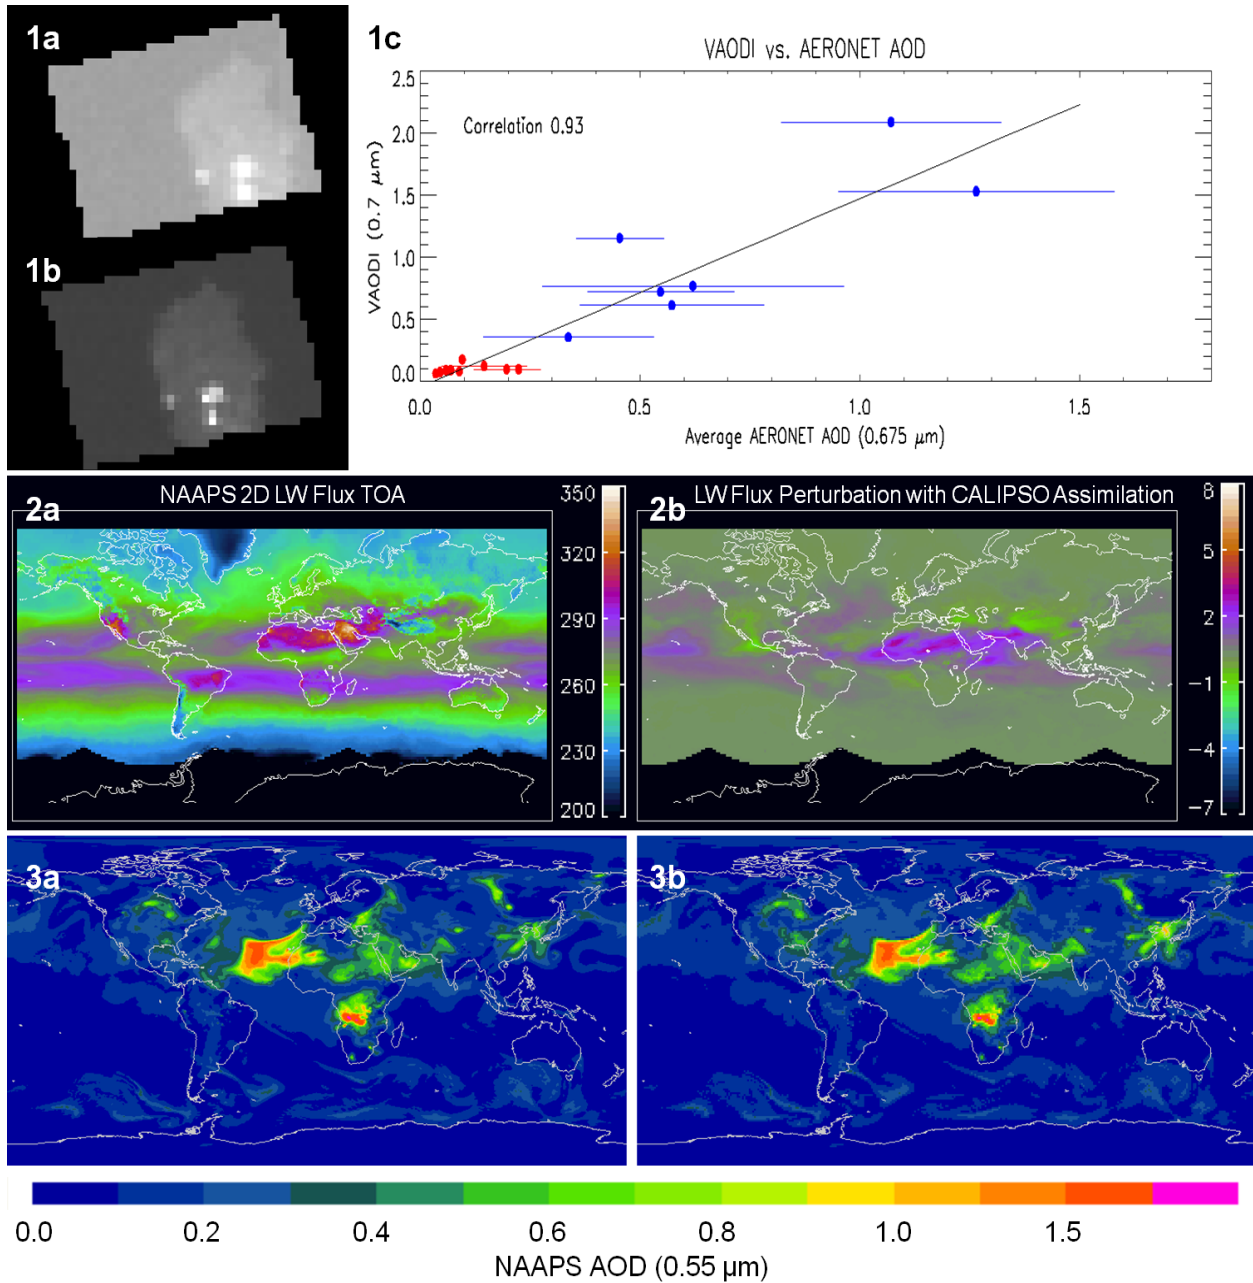 1a
1b
1c
VAODI vs. AERONET AOD
Correlation 0.93
VAODI (0.7 μm)
2.5
2.0
1.5
1.0
0.5
0.0
0.0 0.5 1.0 1.5
Average AERONET AOD (0.675 μm)
2a
NAAPS 2D LW Flux TOA
350
320
290
260
230
200
2b
LW Flux Perturbation with CALIPSO Assimilation
8
5
2
−1
−4
−7
3a
3b
0.0 0.2 0.4 0.6 0.8 1.0 1.5
NAAPS AOD (0.55 μm)